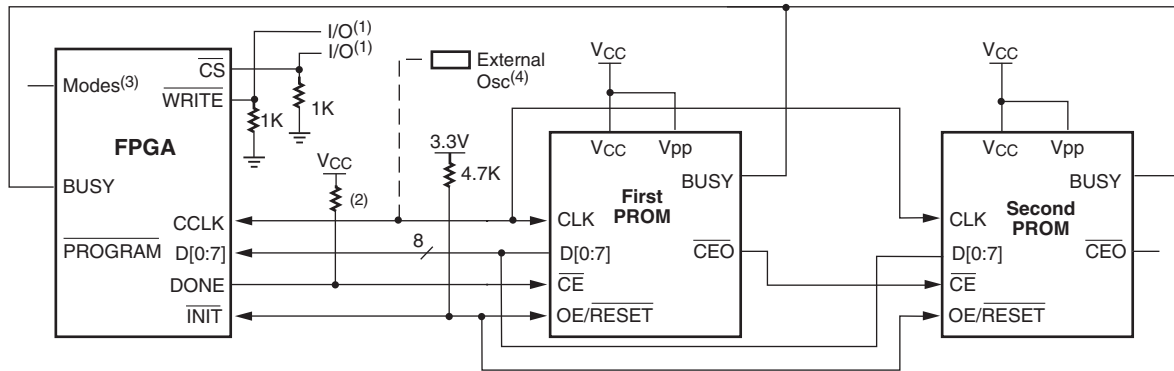 I/O(1)
I/O(1)
External
Osc(4)
Modes(3)
CS
WRITE
1K
1K
FPGA
VCC
(2)
3.3V
4.7K
BUSY
CCLK
PROGRAM
D[0:7]
8
DONE
INIT
VCC
VCC
Vpp
BUSY
First
PROM
CLK
D[0:7]
CEO
CE
OE/RESET
VCC
VCC
Vpp
BUSY
Second
PROM
CLK
D[0:7]
CEO
CE
OE/RESET